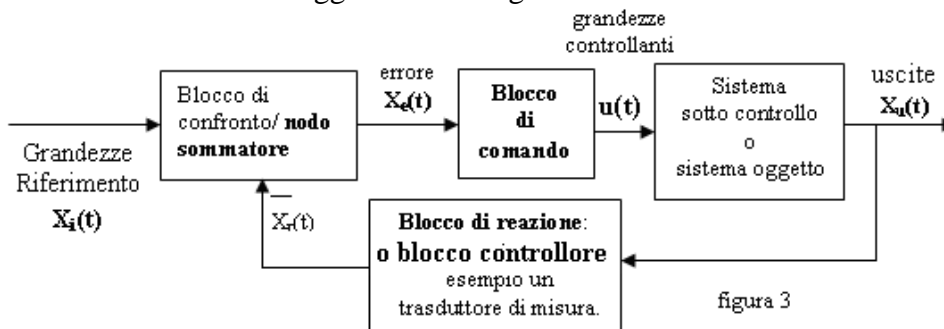 grandezze
controllanti
Blocco di
confronto/ nodo
sommatore
errore
Xe(t)
Blocco
di
comando
u(t)
Sistema
sotto controllo
o
sistema oggetto
uscite
Xu(t)
Grandezze
Riferimento
Xi(t)
Xr(t)
Blocco di reazione:
o blocco controllore
esempio un
trasduttore di misura.
figura 3